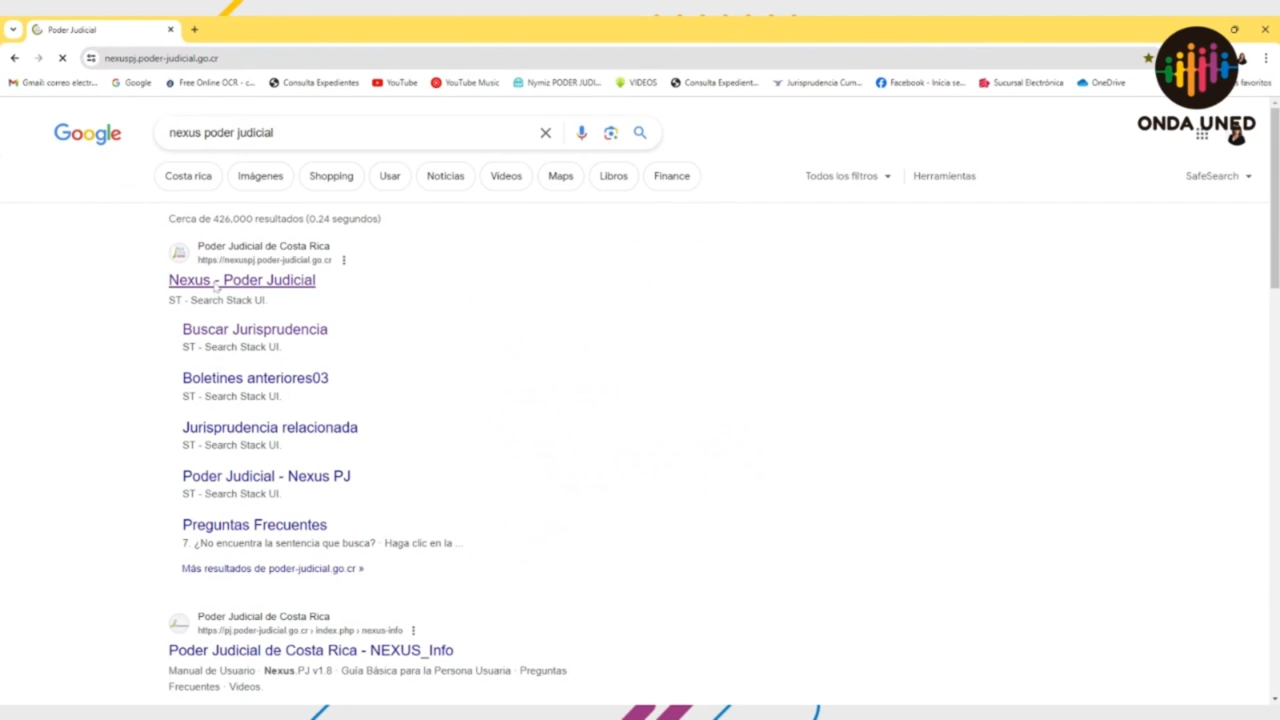 Poder Judicial
nexuspj.poder-judicial.go.cr
Gmail: correo electr... Google Free Online OCR - c... Consulta Expedientes YouTube YouTube Music Nymiz PODER JUDI... VIDEOS Consulta Expedient... Jurisprudencia Cum... Facebook - Inicia se... Sucursal Electrónica OneDrive favoritos
ONDA UNED
Google nexus poder judicial
Costa rica Imágenes Shopping Usar Noticias Videos Maps Libros Finance Todos los filtros Herramientas SafeSearch
Cerca de 426,000 resultados (0.24 segundos)
Poder Judicial de Costa Rica
https://nexuspj.poder-judicial.go.cr
Nexus - Poder Judicial
ST - Search Stack UI.
Buscar Jurisprudencia
ST - Search Stack UI.
Boletines anteriores03
ST - Search Stack UI.
Jurisprudencia relacionada
ST - Search Stack UI.
Poder Judicial - Nexus PJ
ST - Search Stack UI.
Preguntas Frecuentes
7. ¿No encuentra la sentencia que busca? · Haga clic en la ...
Más resultados de poder-judicial.go.cr »
Poder Judicial de Costa Rica
https://pj.poder-judicial.go.cr › index.php › nexus-info
Poder Judicial de Costa Rica - NEXUS_Info
Manual de Usuario · Nexus.PJ v1.8 · Guía Básica para la Persona Usuaria · Preguntas
Frecuentes · Videos.